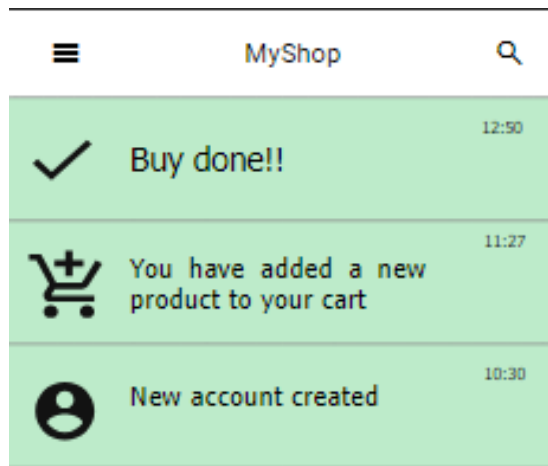 MyShop
12:50
Buy done!!
11:27
You have added a new
product to your cart
10:30
New account created